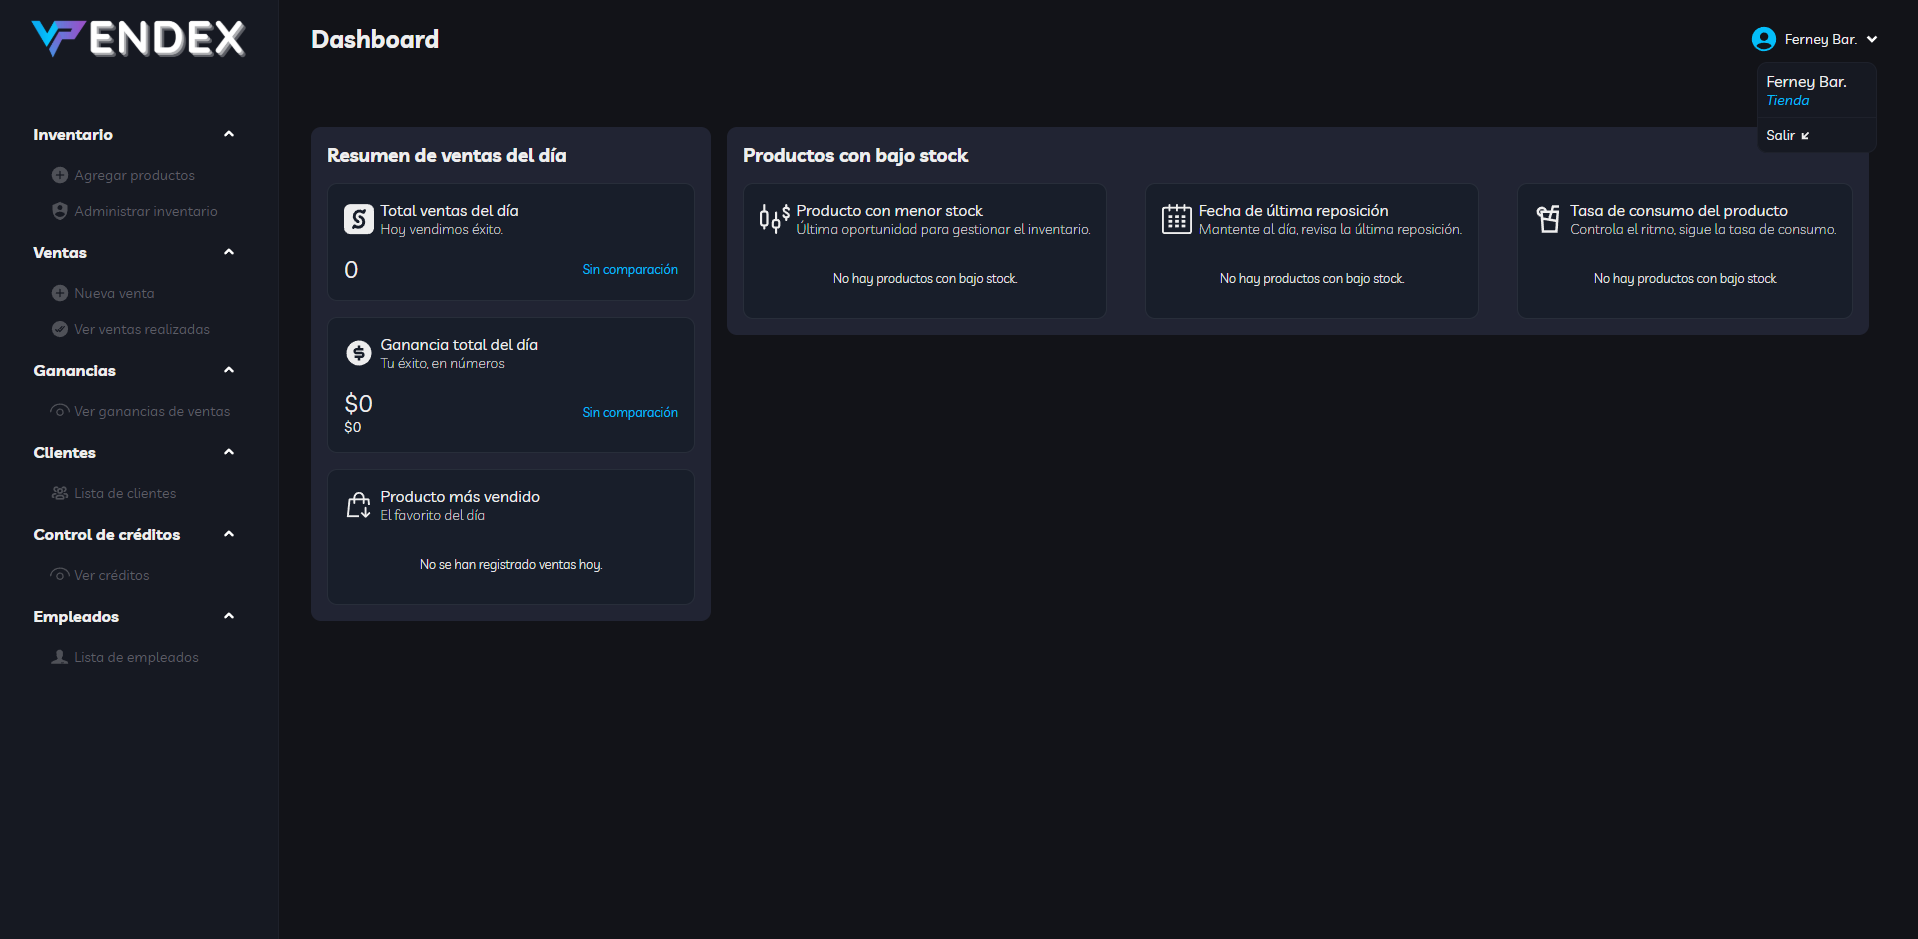 VENDEX
Inventario
Agregar productos
Administrar inventario
Ventas
Nueva venta
Ver ventas realizadas
Ganancias
Ver ganancias de ventas
Clientes
Lista de clientes
Control de créditos
Ver créditos
Empleados
Lista de empleados
Dashboard
Ferney Bar.
Ferney Bar.
Tienda
Salir
Resumen de ventas del día
Total ventas del día
Hoy vendimos éxito.
0
Sin comparación
Ganancia total del día
Tu éxito, en números
$0
$0
Sin comparación
Producto más vendido
El favorito del día
No se han registrado ventas hoy.
Productos con bajo stock
Producto con menor stock
Última oportunidad para gestionar el inventario.
No hay productos con bajo stock.
Fecha de última reposición
Mantente al día, revisa la última reposición.
No hay productos con bajo stock.
Tasa de consumo del producto
Controla el ritmo, sigue la tasa de consumo.
No hay productos con bajo stock.